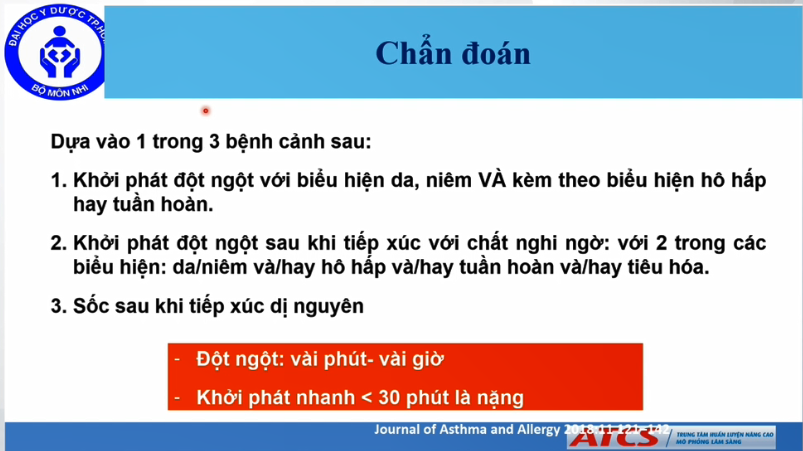 ĐẠI HỌC Y DƯỢC TP.HCM
BỘ MÔN NHI
Chẩn đoán
Dựa vào 1 trong 3 bệnh cảnh sau:
1. Khởi phát đột ngột với biểu hiện da, niêm VÀ kèm theo biểu hiện hô hấp
hay tuần hoàn.
2. Khởi phát đột ngột sau khi tiếp xúc với chất nghi ngờ: với 2 trong các
biểu hiện: da/niêm và/hay hô hấp và/hay tuần hoàn và/hay tiêu hóa.
3. Sốc sau khi tiếp xúc dị nguyên
- Đột ngột: vài phút- vài giờ
- Khởi phát nhanh < 30 phút là nặng
Journal of Asthma and Allergy 2018:11 121–142
ATCS
TRUNG TÂM HUẤN LUYỆN NÂNG CAO
MÔ PHỎNG LÂM SÀNG